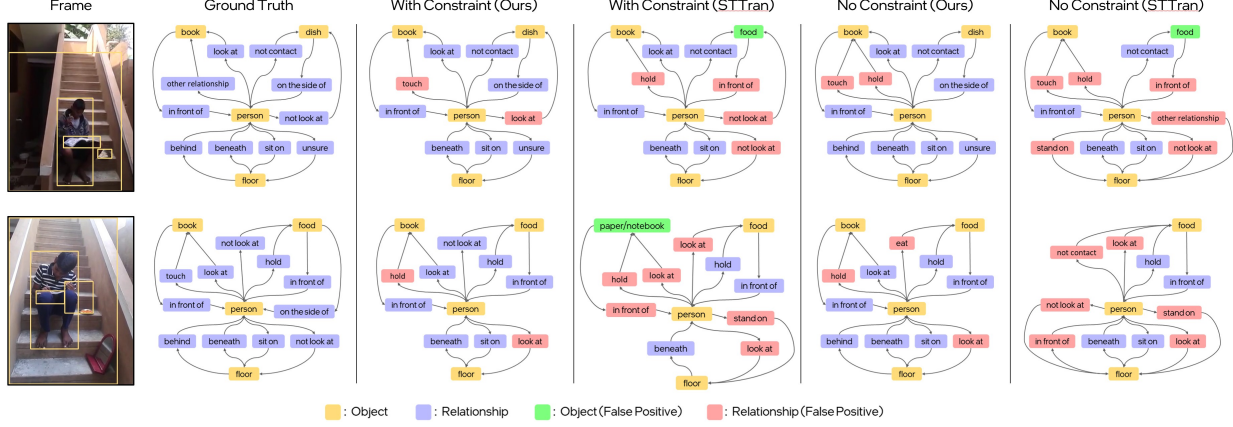 Frame
Ground Truth
With Constraint (Ours)
With Constraint (STTran)
No Constraint (Ours)
No Constraint (STTran)
book
dish
look at
not contact
other relationship
on the side of
in front of
person
not look at
behind
beneath
sit on
unsure
floor
book
dish
look at
not contact
touch
on the side of
in front of
person
look at
beneath
sit on
unsure
floor
book
food
look at
not contact
hold
in front of
in front of
person
not look at
beneath
sit on
not look at
floor
book
dish
look at
not contact
touch
hold
on the side of
in front of
person
behind
beneath
sit on
unsure
floor
book
food
not contact
touch
hold
in front of
in front of
person
other relationship
stand on
beneath
sit on
not look at
floor
book
food
not look at
touch
look at
hold
in front of
in front of
person
on the side of
behind
beneath
sit on
not look at
floor
book
food
not look at
hold
look at
hold
in front of
in front of
person
beneath
sit on
look at
floor
paper/notebook
food
look at
hold
look at
hold
in front of
in front of
person
stand on
beneath
look at
floor
book
food
eat
hold
look at
hold
in front of
in front of
person
behind
beneath
sit on
look at
floor
food
not contact
look at
hold
in front of
not look at
person
stand on
in front of
beneath
sit on
look at
floor
: Object
: Relationship
: Object (False Positive)
: Relationship (False Positive)